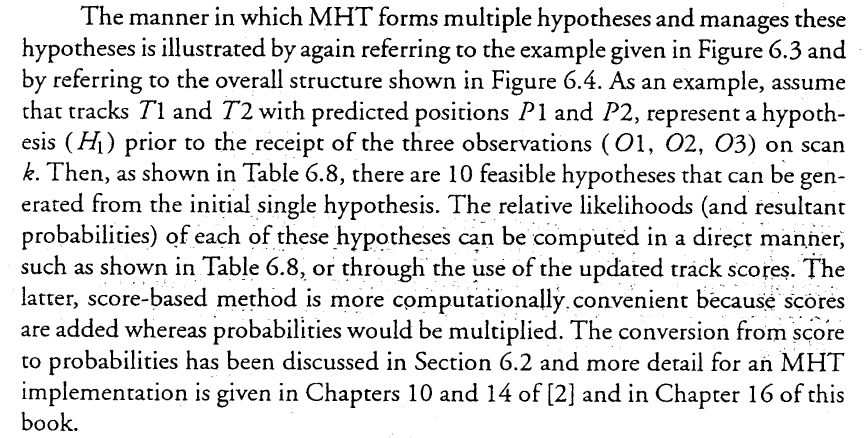 The manner in which MHT forms multiple hypotheses and manages these
hypotheses is illustrated by again referring to the example given in Figure 6.3 and
by referring to the overall structure shown in Figure 6.4. As an example, assume
that tracks T1 and T2 with predicted positions P1 and P2, represent a hypoth-
esis (H₁) prior to the receipt of the three observations (O1, O2, O3) on scan
k. Then, as shown in Table 6.8, there are 10 feasible hypotheses that can be gen-
erated from the initial single hypothesis. The relative likelihoods (and resultant
probabilities) of each of these hypotheses can be computed in a direct manner,
such as shown in Table 6.8, or through the use of the updated track scores. The
latter, score-based method is more computationally convenient because scores
are added whereas probabilities would be multiplied. The conversion from score
to probabilities has been discussed in Section 6.2 and more detail for an MHT
implementation is given in Chapters 10 and 14 of [2] and in Chapter 16 of this
book.